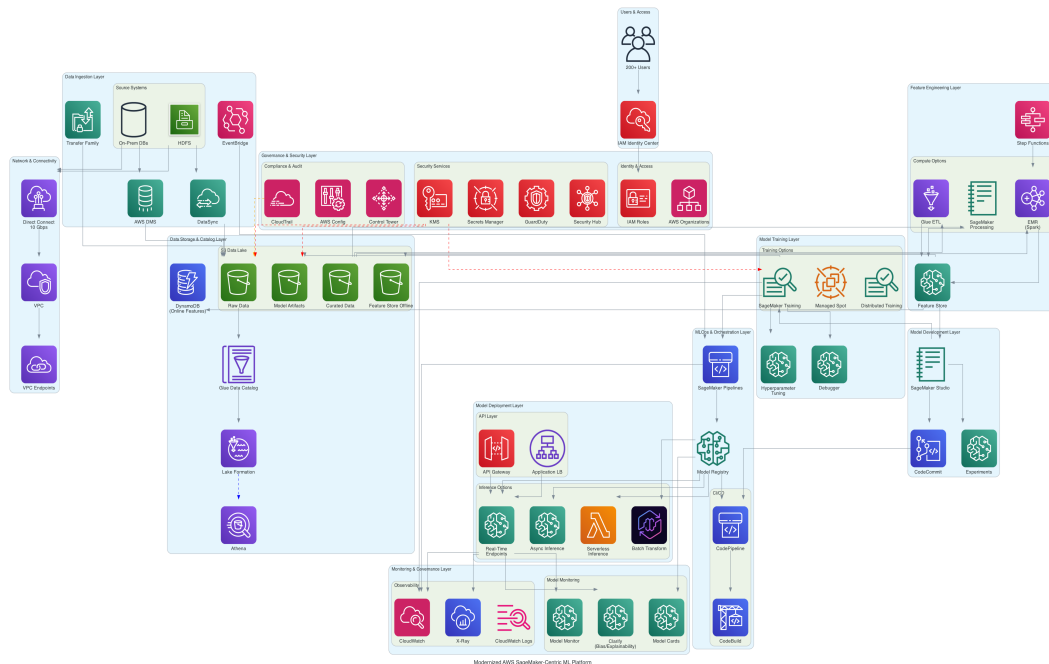 Users & Access
200+ Users
IAM Identity Center
Data Ingestion Layer
Source Systems
Transfer Family
On-Prem DBs
HDFS
EventBridge
AWS DMS
DataSync
Network & Connectivity
Direct Connect
10 Gbps
VPC
VPC Endpoints
Governance & Security Layer
Compliance & Audit
CloudTrail
AWS Config
Control Tower
Security Services
KMS
Secrets Manager
GuardDuty
Security Hub
Identity & Access
IAM Roles
AWS Organizations
Feature Engineering Layer
Step Functions
Compute Options
Glue ETL
SageMaker
Processing
EMR
(Spark)
Feature Store
Data Storage & Catalog Layer
Data Lake
DynamoDB
(Online Features)
Raw Data
Model Artifacts
Curated Data
Feature Store Offline
Glue Data Catalog
Lake Formation
Athena
Model Training Layer
Training Options
SageMaker Training
Managed Spot
Distributed Training
Hyperparameter
Tuning
Debugger
Model Development Layer
SageMaker Studio
CodeCommit
Experiments
MLOps & Orchestration Layer
SageMaker Pipelines
Model Registry
CI/CD
CodePipeline
CodeBuild
Model Deployment Layer
API Layer
API Gateway
Application LB
Inference Options
Real-Time
Endpoints
Async Inference
Serverless
Inference
Batch Transform
Monitoring & Governance Layer
Observability
CloudWatch
X-Ray
CloudWatch Logs
Model Monitoring
Model Monitor
Clarify
(Bias/Explainability)
Model Cards
Modernized AWS SageMaker-Centric ML Platform